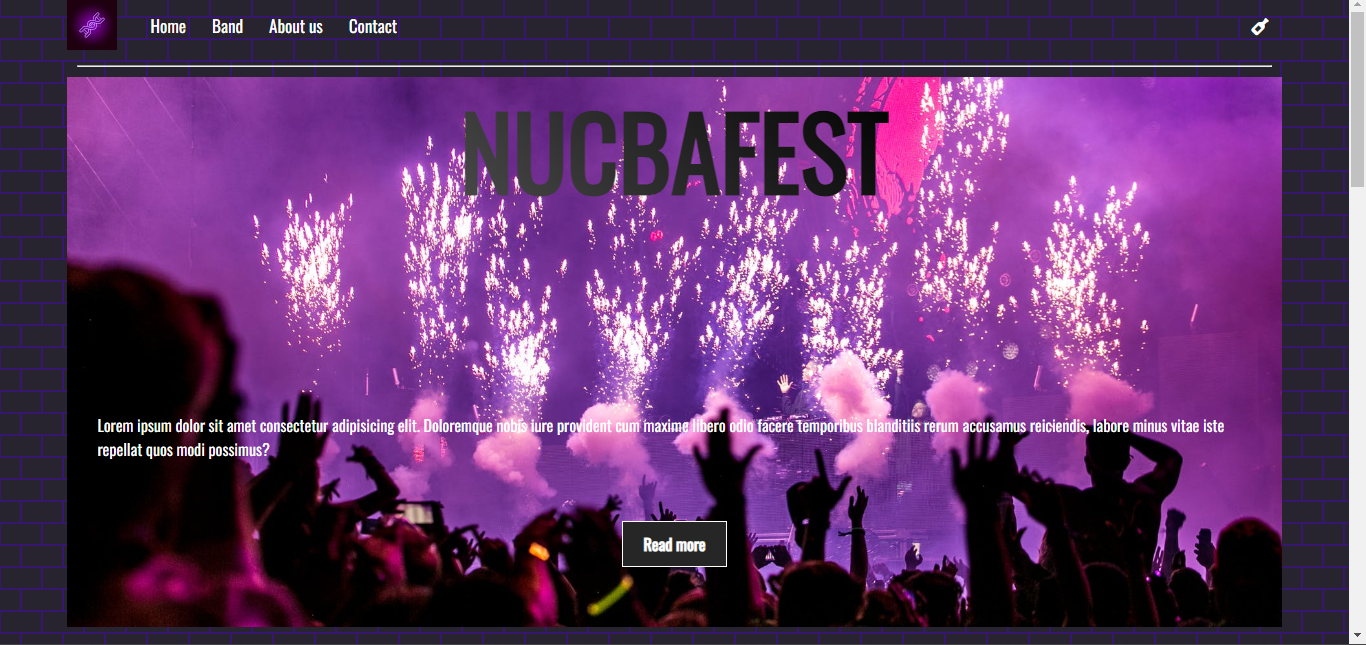 Home Band About us Contact
NUCBAFEST
Lorem ipsum dolor sit amet consectetur adipisicing elit. Doloremque nobis iure provident cum maxime libero odio facere temporibus blanditiis rerum accusamus reiciendis, labore minus vitae iste
repellat quos modi possimus?
Read more